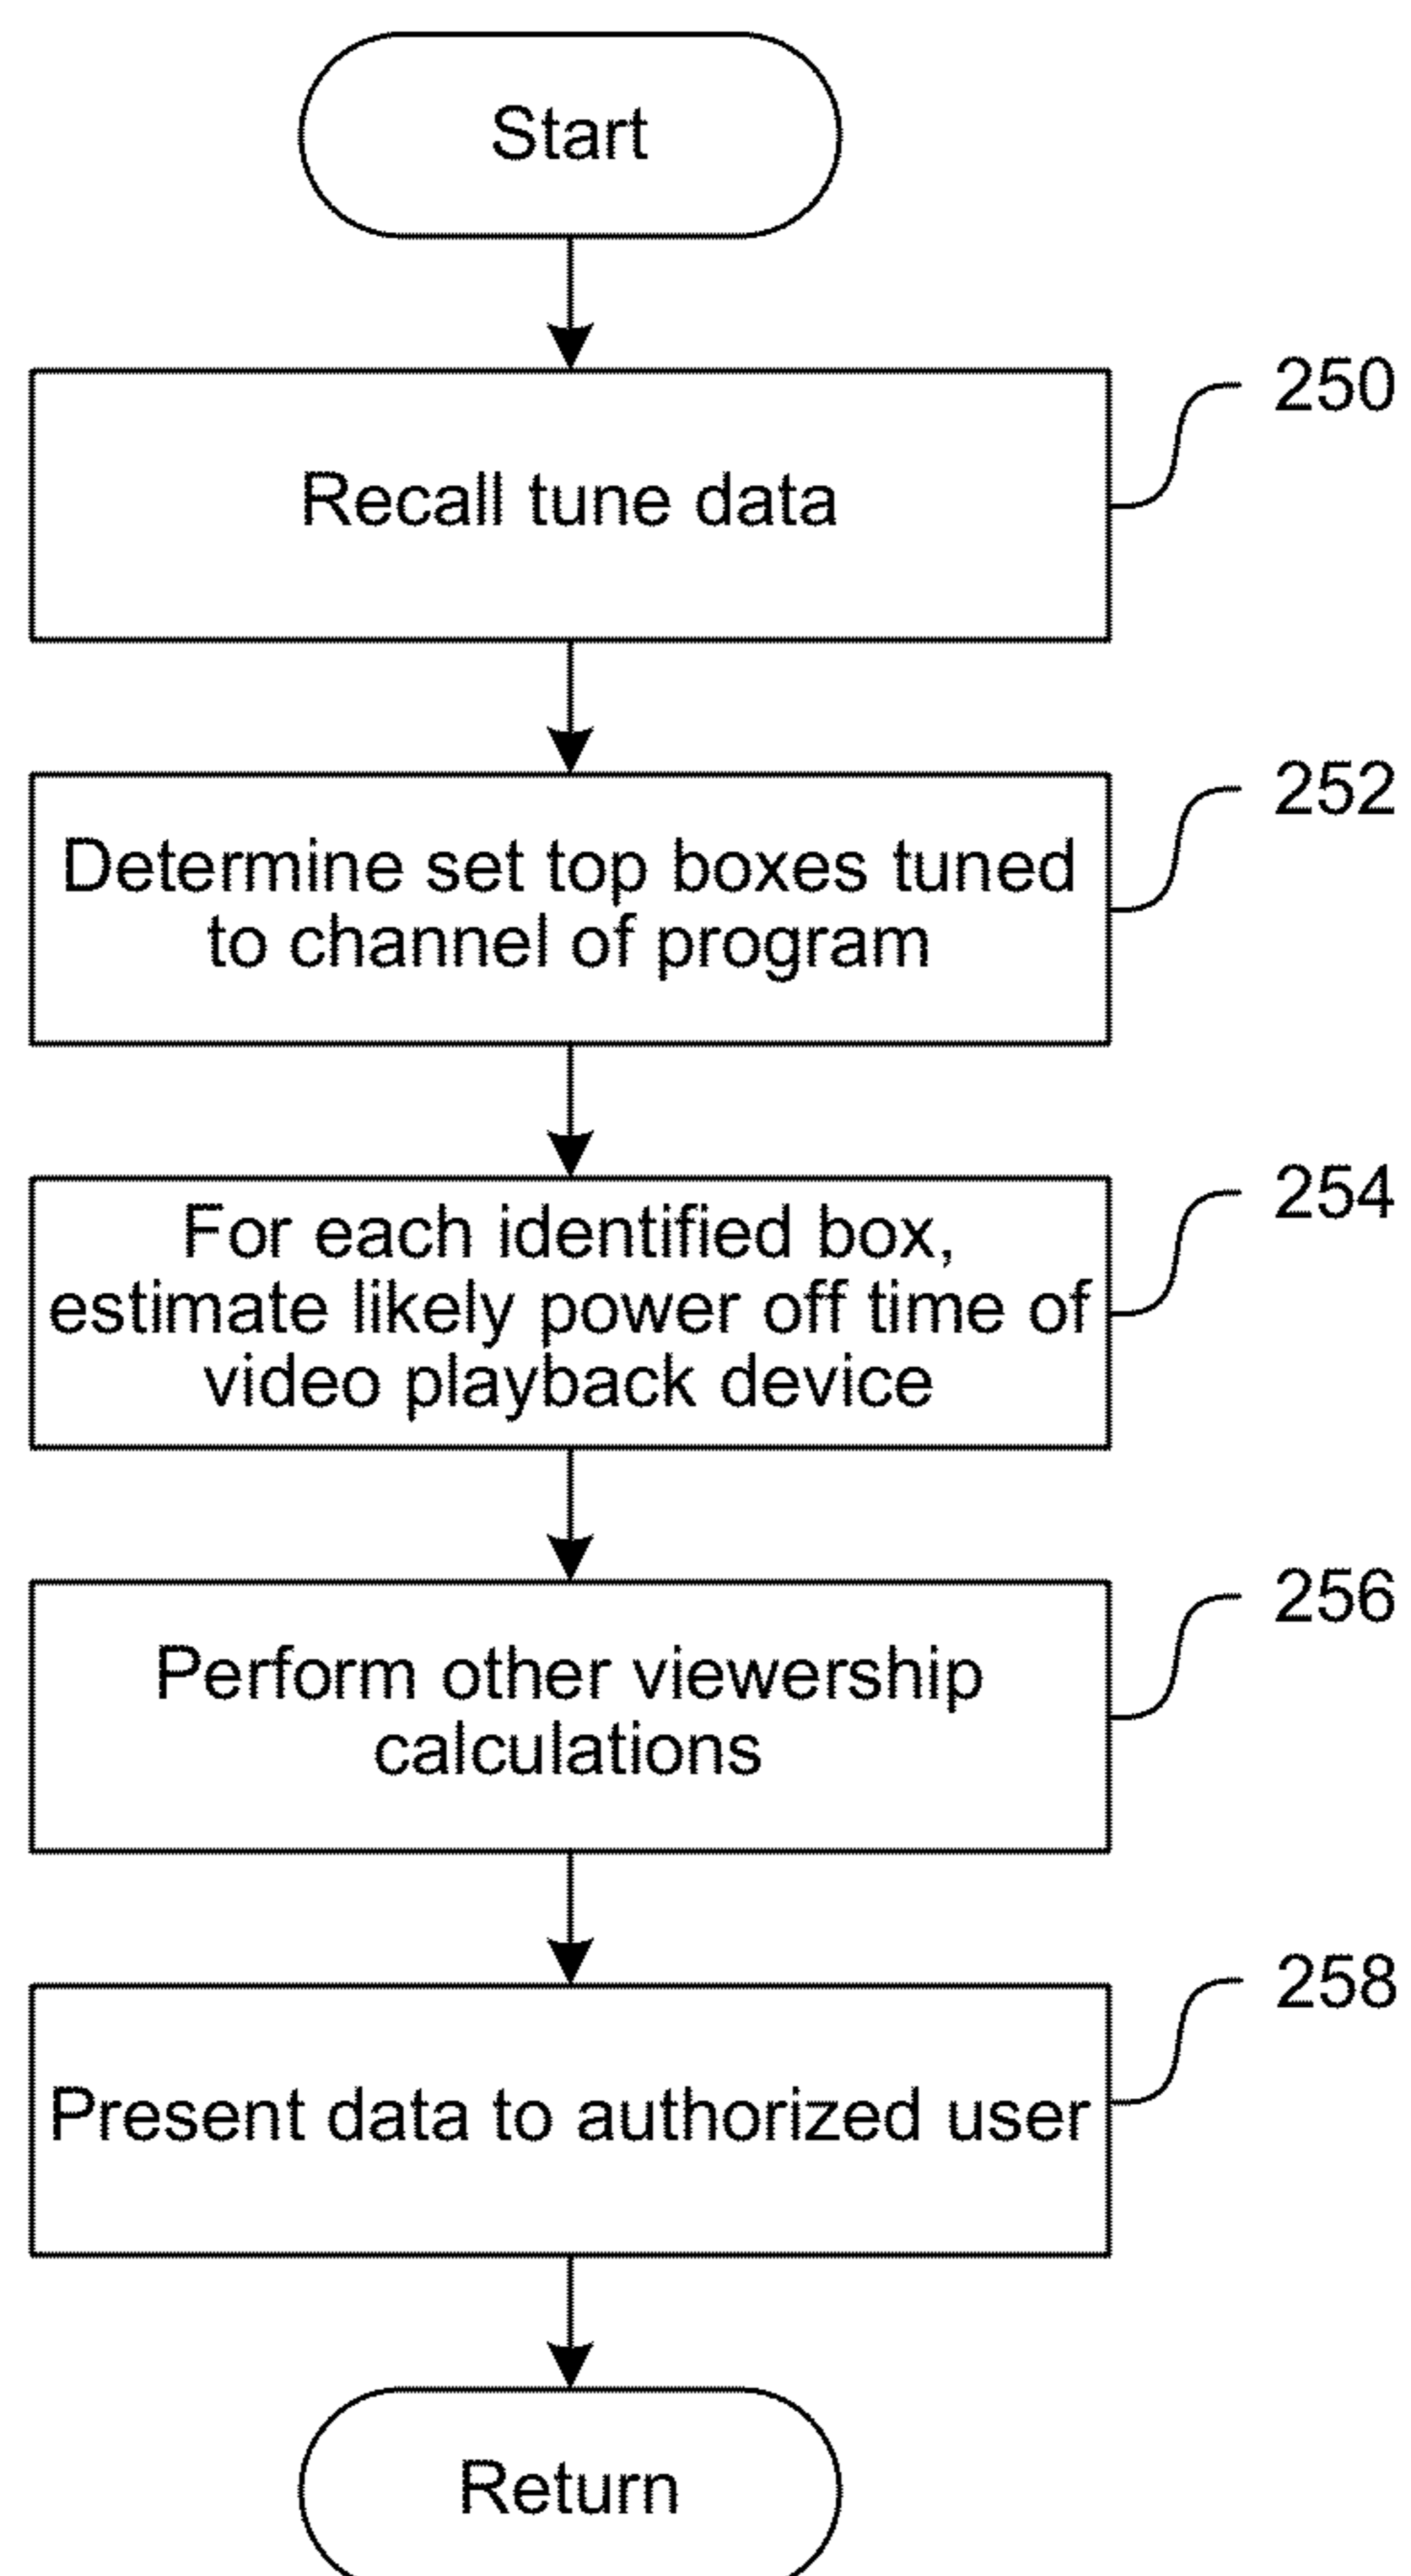 Start
250
Recall tune data
252
Determine set top boxes tuned
to channel of program
254
For each identified box,
estimate likely power off time of
video playback device
256
Perform other viewership
calculations
258
Present data to authorized user
Return